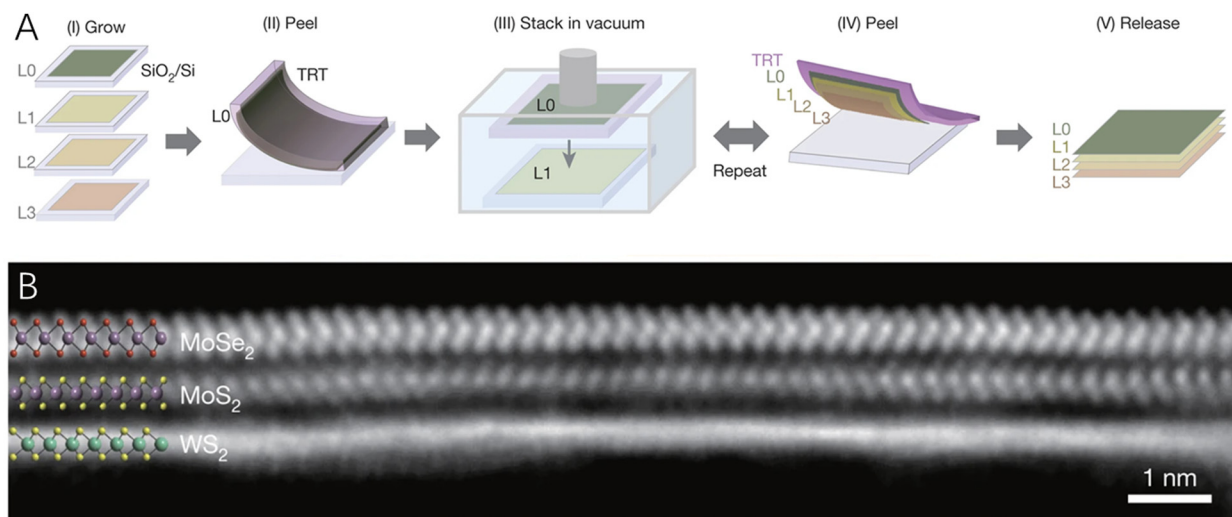 A
(I) Grow
(II) Peel
(III) Stack in vacuum
(IV) Peel
(V) Release
L0
SiO₂/Si
L1
L2
L3
TRT
L0
L0
L1
Repeat
TRT
L0
L1
L2
L3
L0
L1
L2
L3
B
MoSe₂
MoS₂
WS₂
1 nm